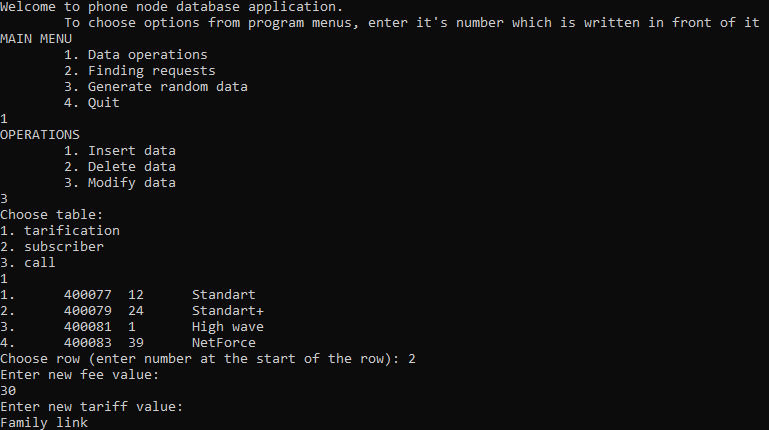 Welcome to phone node database application.
To choose options from program menus, enter it's number which is written in front of it
MAIN MENU
1. Data operations
2. Finding requests
3. Generate random data
4. Quit
1
OPERATIONS
1. Insert data
2. Delete data
3. Modify data
3
Choose table:
1. tarification
2. subscriber
3. call
1
1. 400077 12 Standart
2. 400079 24 Standart+
3. 400081 1 High wave
4. 400083 39 NetForce
Choose row (enter number at the start of the row): 2
Enter new fee value:
30
Enter new tariff value:
Family link